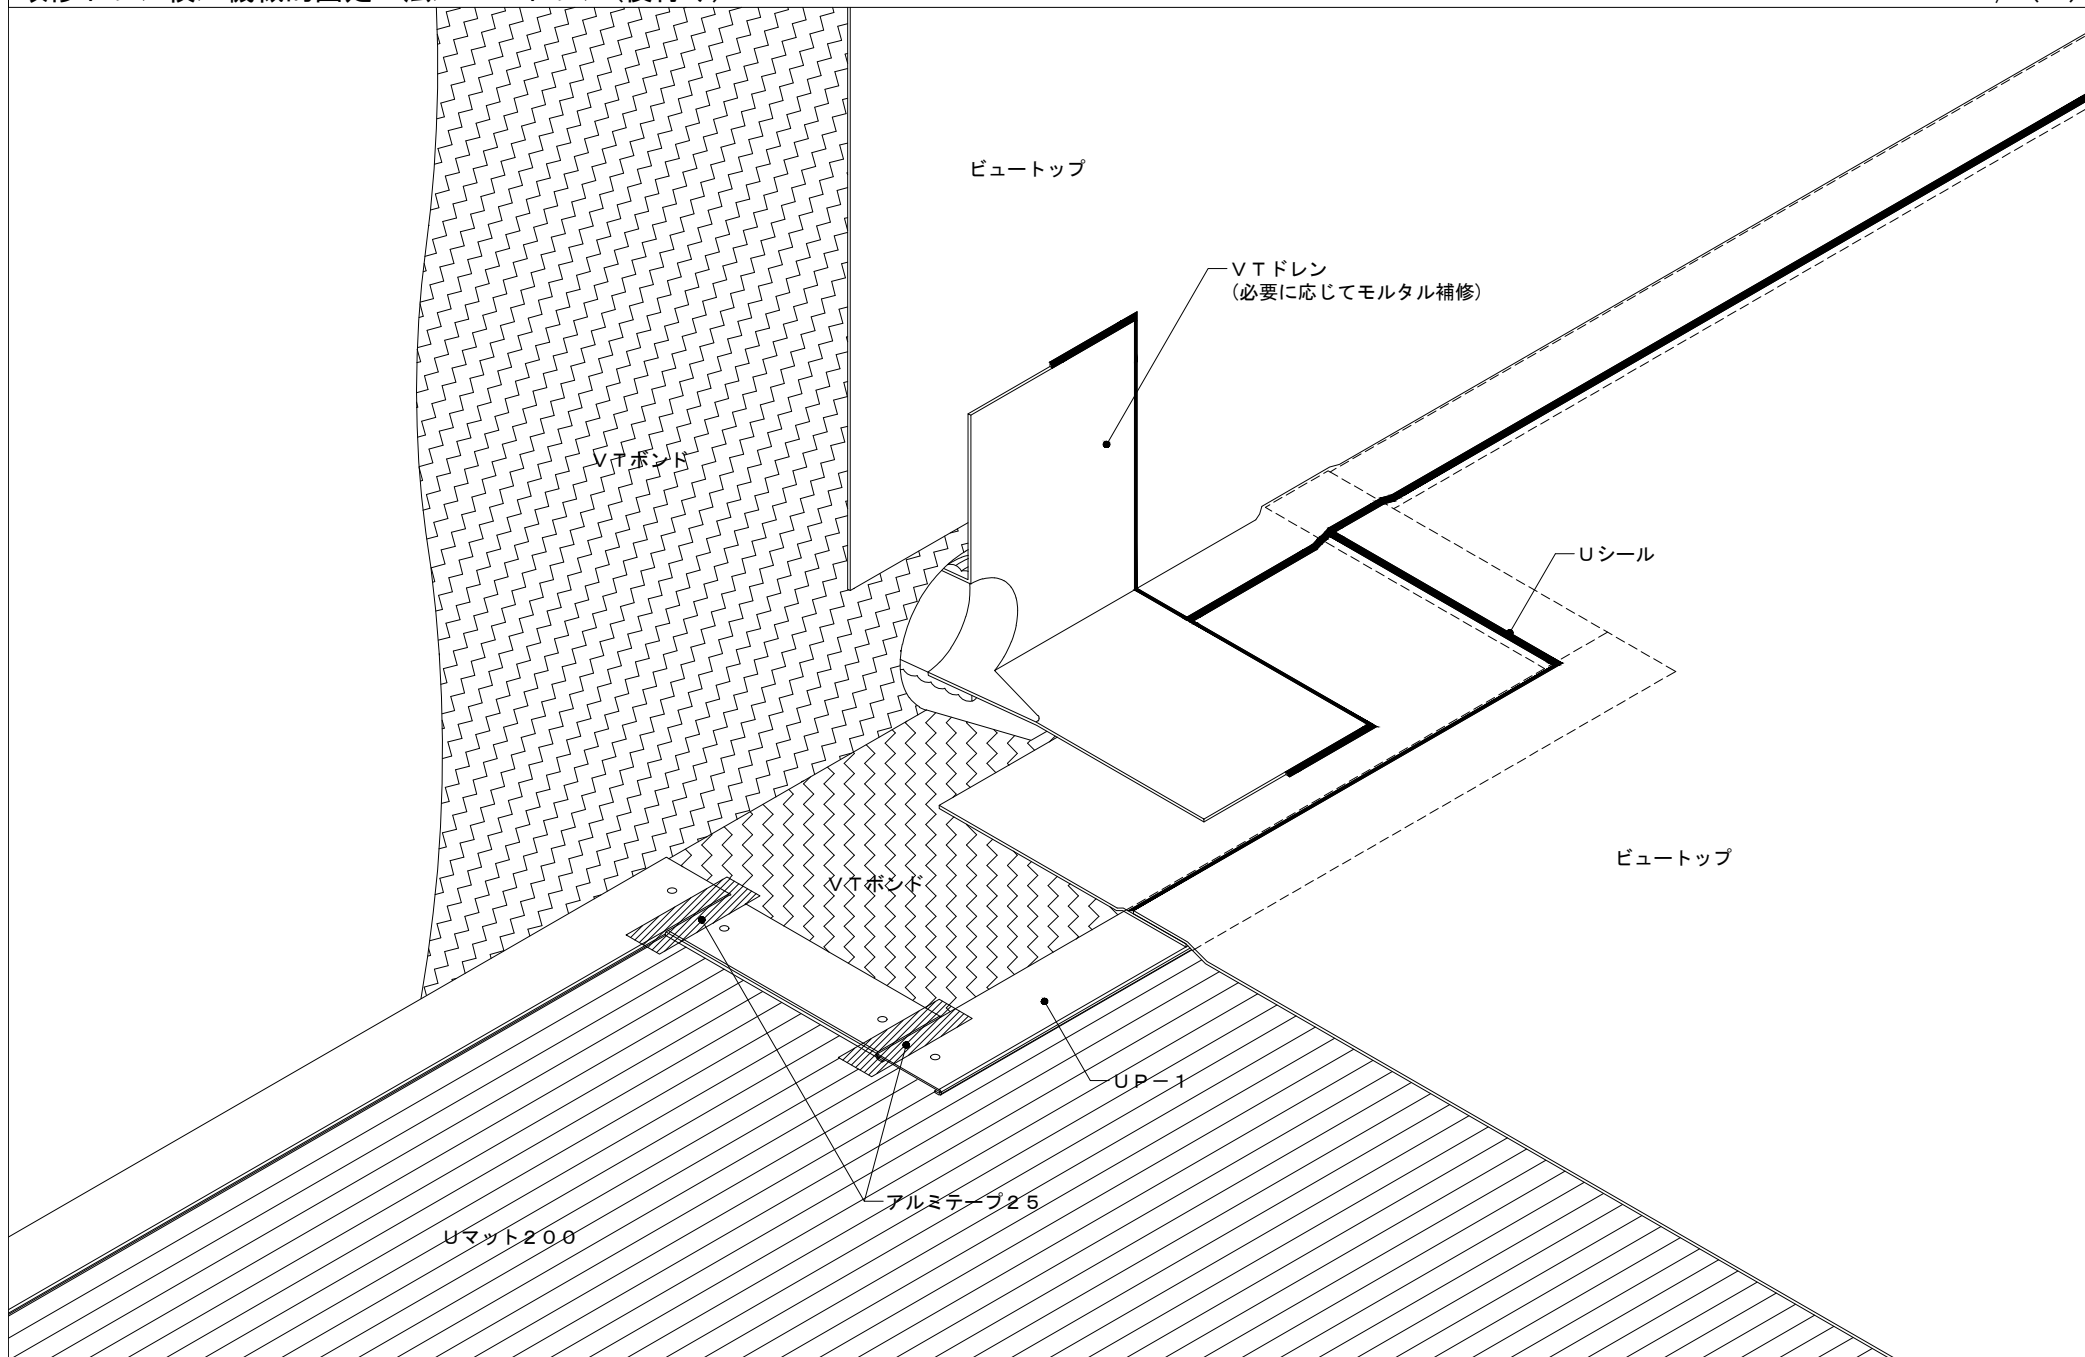 ビュートップ
VTドレン
(必要に応じてモルタル補修)
VTボンド
Uシール
ビュートップ
VTボンド
UP-1
アルミテープ25
Uマット200